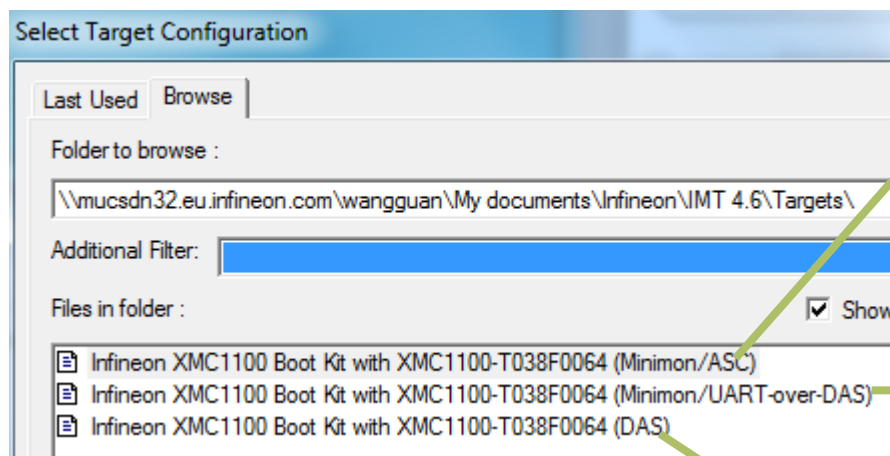 Select Target Configuration
Last Used Browse
Folder to browse :
\\mucsdn32.eu.infineon.com\wangguan\My documents\Infineon\IMT 4.6\Targets\
Additional Filter:
Files in folder : Show
Infineon XMC1100 Boot Kit with XMC1100-T038F0064 (Minimon/ASC)
Infineon XMC1100 Boot Kit with XMC1100-T038F0064 (Minimon/UART-over-DAS)
Infineon XMC1100 Boot Kit with XMC1100-T038F0064 (DAS)